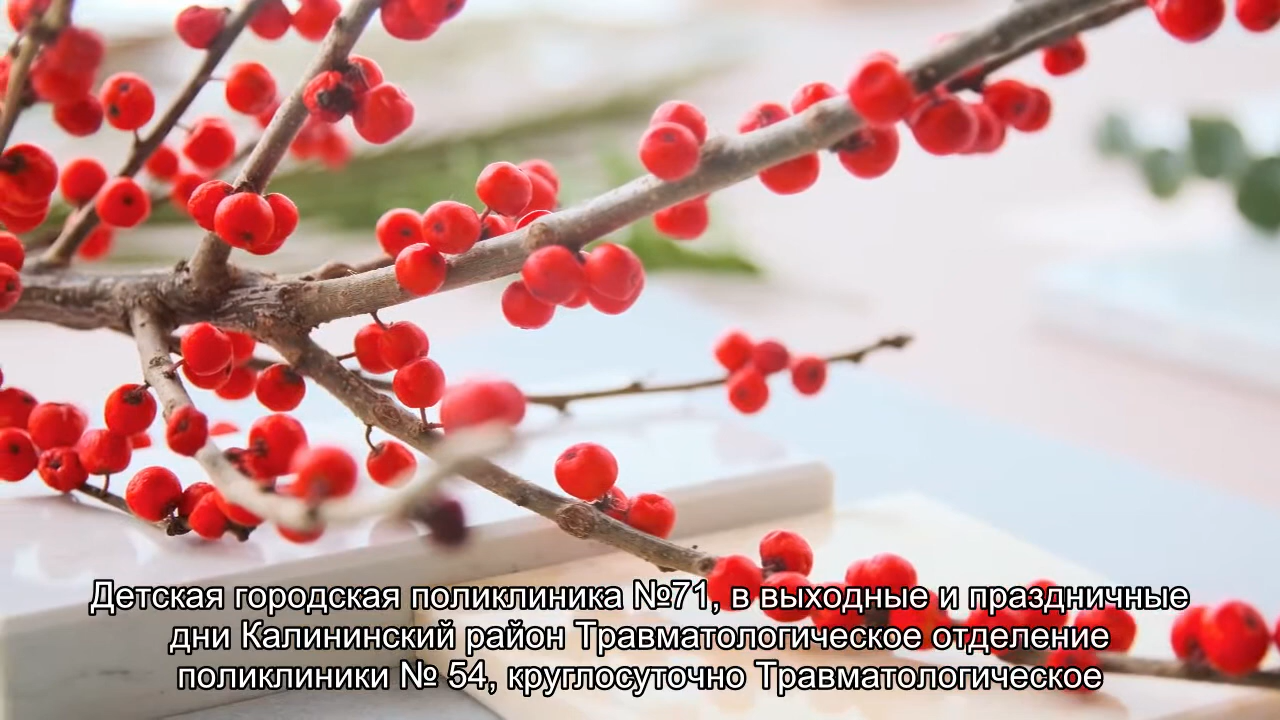 Детская городская поликлиника №71, в выходные и праздничные
дни Калининский район Травматологическое отделение
поликлиники № 54, круглосуточно Травматологическое